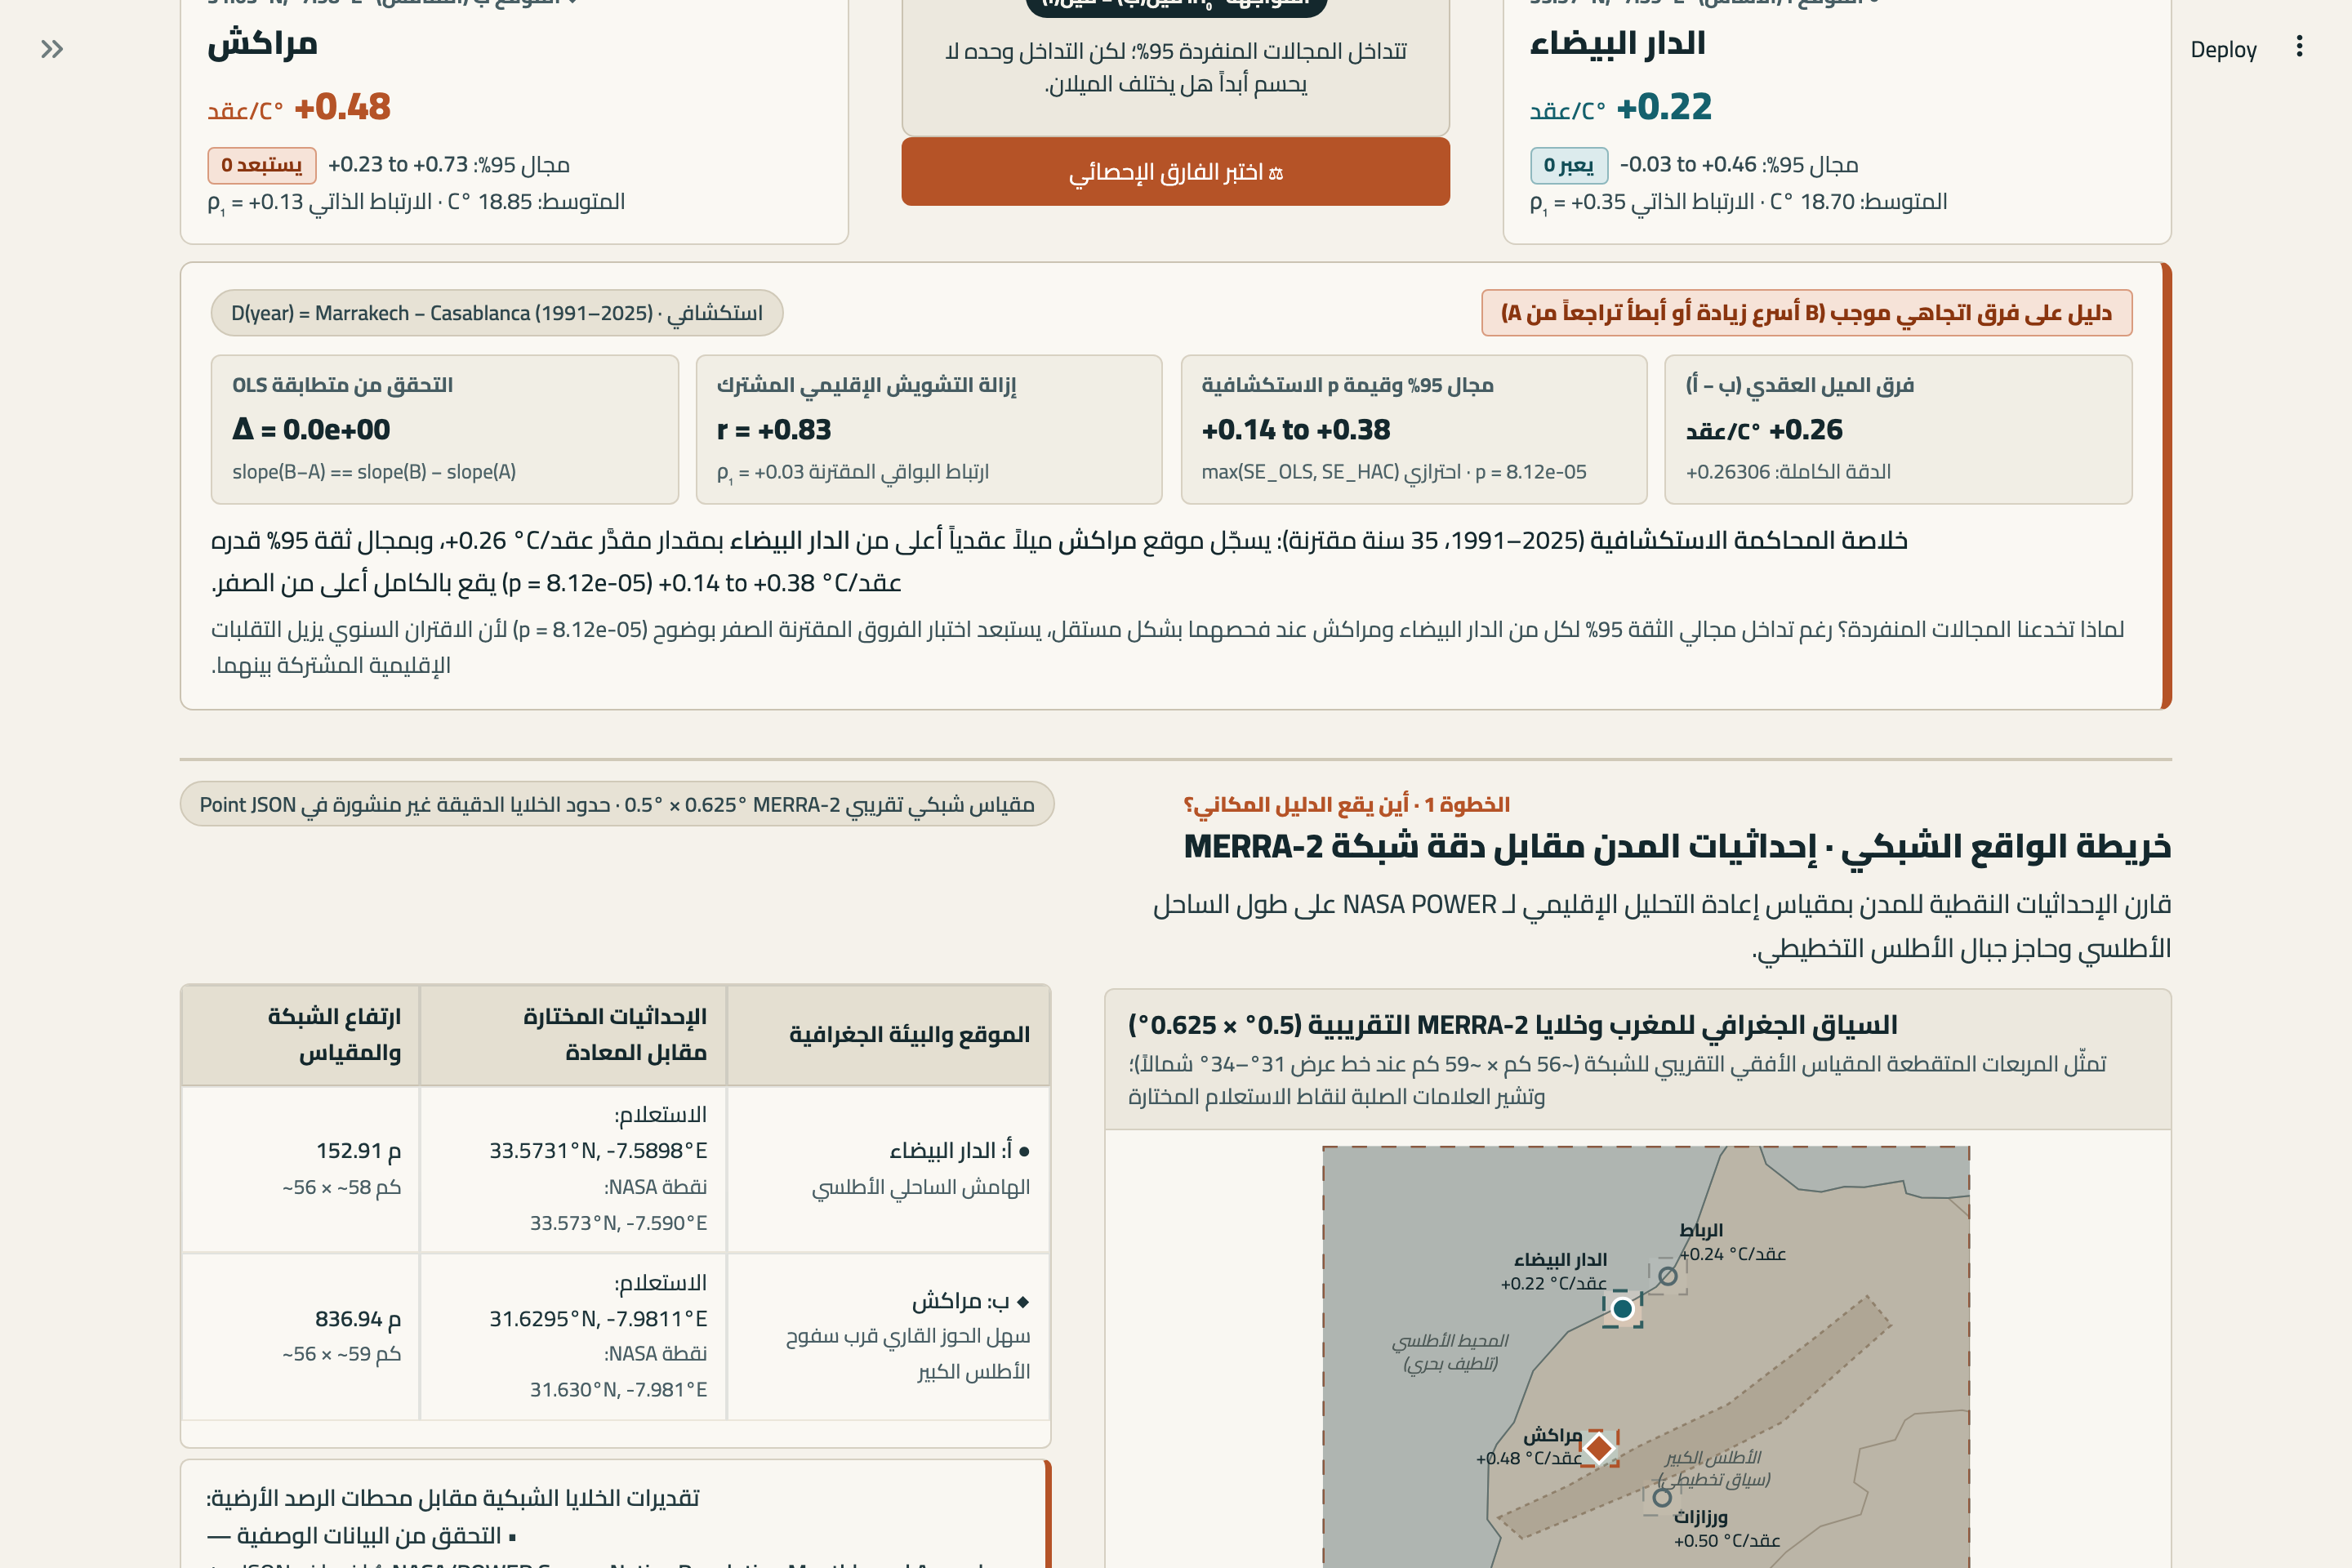 Deploy
الدار البيضاء
+0.22 °C/عقد
مجال 95%: -0.03 to +0.46 يعبر 0
المتوسط: 18.70 °C · الارتباط الذاتي ρ₁ = +0.35
تتداخل المجالات المنفردة 95%؛ لكن التداخل وحده لا
يحسم أبداً هل يختلف الميلان.
⚖ اختبر الفارق الإحصائي
مراكش
+0.48 °C/عقد
مجال 95%: +0.23 to +0.73 يستبعد 0
المتوسط: 18.85 °C · الارتباط الذاتي ρ₁ = +0.13
دليل على فرق اتجاهي موجب (B أسرع زيادة أو أبطأ تراجعاً من A)
استكشافي · D(year) = Marrakech − Casablanca (1991–2025)
فرق الميل العقدي (ب − أ)
+0.26 °C/عقد
الدقة الكاملة: +0.26306
مجال 95% وقيمة p الاستكشافية
+0.14 to +0.38
max(SE_OLS, SE_HAC) احترازي · p = 8.12e-05
إزالة التشويش الإقليمي المشترك
r = +0.83
ارتباط البواقي المقترنة ρ₁ = +0.03
التحقق من متطابقة OLS
Δ = 0.0e+00
slope(B−A) == slope(B) − slope(A)
خلاصة المحاكمة الاستكشافية (1991–2025، 35 سنة مقترنة): يسجّل موقع مراكش ميلاً عقدياً أعلى من الدار البيضاء بمقدار مقدَّر +0.26 °C/عقد، وبمجال ثقة 95% قدره
+0.14 to +0.38 °C/عقد (p = 8.12e-05) يقع بالكامل أعلى من الصفر.
لماذا تخدعنا المجالات المنفردة؟ رغم تداخل مجالي الثقة 95% لكل من الدار البيضاء ومراكش عند فحصهما بشكل مستقل، يستبعد اختبار الفروق المقترنة الصفر بوضوح (p = 8.12e-05) لأن الاقتران السنوي يزيل التقلبات
الإقليمية المشتركة بينهما.
الخطوة 1 · أين يقع الدليل المكاني؟
خريطة الواقع الشبكي · إحداثيات المدن مقابل دقة شبكة MERRA-2
قارن الإحداثيات النقطية للمدن بمقياس إعادة التحليل الإقليمي لـ NASA POWER على طول الساحل
الأطلسي وحاجز جبال الأطلس التخطيطي.
مقياس شبكي تقريبي MERRA-2 0.5° × 0.625° · حدود الخلايا الدقيقة غير منشورة في Point JSON
السياق الجغرافي للمغرب وخلايا MERRA-2 التقريبية (0.5° × 0.625°)
تمثّل المربعات المتقطعة المقياس الأفقي التقريبي للشبكة (~56 كم × ~59 كم عند خط عرض 31°–34° شمالاً)؛
وتشير العلامات الصلبة لنقاط الاستعلام المختارة
الرباط
+0.24 °C/عقد
الدار البيضاء
+0.22 °C/عقد
المحيط الأطلسي
(تلطيف بحري)
مراكش
+0.48 °C/عقد
الأطلس الكبير
(سياق تخطيطي)
ورزازات
+0.50 °C/عقد
الموقع والبيئة الجغرافية
الإحداثيات المختارة
مقابل المعادة
ارتفاع الشبكة
والمقياس
● أ: الدار البيضاء
الهامش الساحلي الأطلسي
الاستعلام:
33.5731°N, -7.5898°E
نقطة NASA:
33.573°N, -7.590°E
152.91 م
~56 × ~58 كم
◆ ب: مراكش
سهل الحوز القاري قرب سفوح
الأطلس الكبير
الاستعلام:
31.6295°N, -7.9811°E
نقطة NASA:
31.630°N, -7.981°E
836.94 م
~56 × ~59 كم
تقديرات الخلايا الشبكية مقابل محطات الرصد الأرضية:
▪ التحقق من البيانات الوصفية —